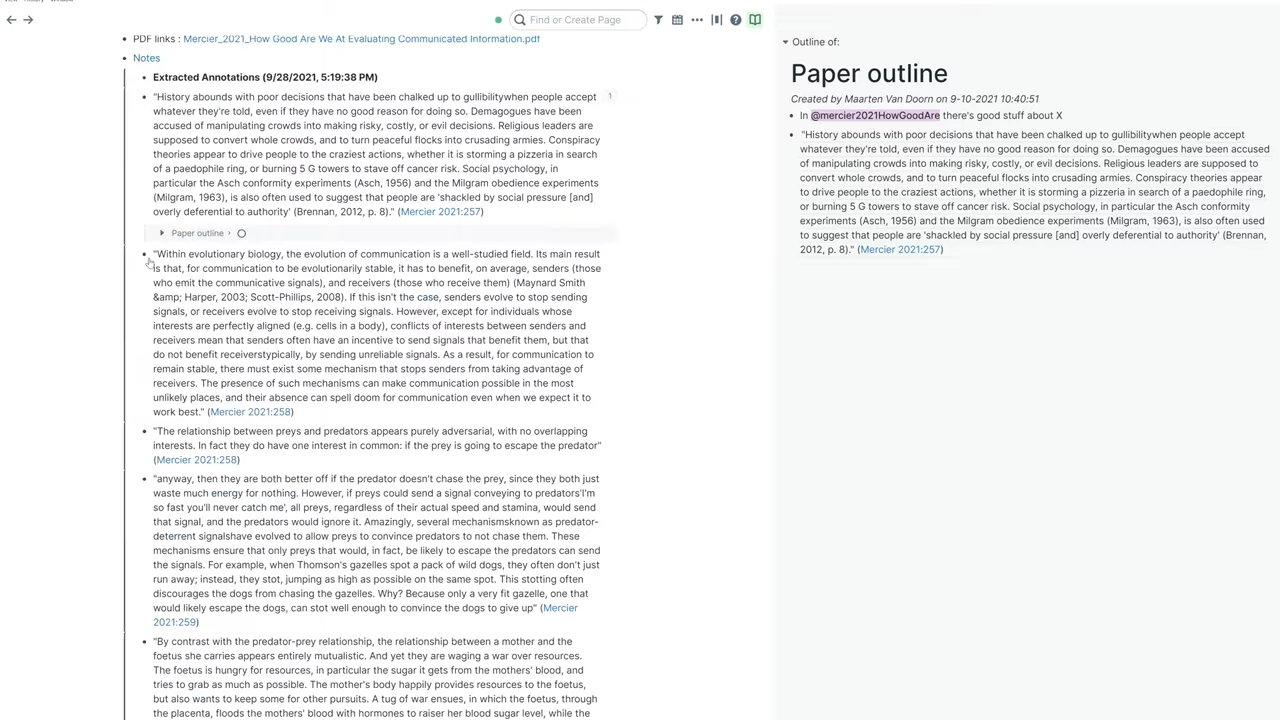 Find or Create Page
PDF links : Mercier_2021_How Good Are We At Evaluating Communicated Information.pdf
Notes
Extracted Annotations (9/28/2021, 5:19:38 PM)
"History abounds with poor decisions that have been chalked up to gullibilitywhen people accept
whatever they're told, even if they have no good reason for doing so. Demagogues have been
accused of manipulating crowds into making risky, costly, or evil decisions. Religious leaders are
supposed to convert whole crowds, and to turn peaceful flocks into crusading armies. Conspiracy
theories appear to drive people to the craziest actions, whether it is storming a pizzeria in search
of a paedophile ring, or burning 5 G towers to stave off cancer risk. Social psychology, in
particular the Asch conformity experiments (Asch, 1956) and the Milgram obedience experiments
(Milgram, 1963), is also often used to suggest that people are 'shackled by social pressure [and]
overly deferential to authority' (Brennan, 2012, p. 8)." (Mercier 2021:257)
1
Paper outline ›
"Within evolutionary biology, the evolution of communication is a well-studied field. Its main result
is that, for communication to be evolutionarily stable, it has to benefit, on average, senders (those
who emit the communicative signals), and receivers (those who receive them) (Maynard Smith
&amp; Harper, 2003; Scott-Phillips, 2008). If this isn't the case, senders evolve to stop sending
signals, or receivers evolve to stop receiving signals. However, except for individuals whose
interests are perfectly aligned (e.g. cells in a body), conflicts of interests between senders and
receivers mean that senders often have an incentive to send signals that benefit them, but that
do not benefit receiverstypically, by sending unreliable signals. As a result, for communication to
remain stable, there must exist some mechanism that stops senders from taking advantage of
receivers. The presence of such mechanisms can make communication possible in the most
unlikely places, and their absence can spell doom for communication even when we expect it to
work best." (Mercier 2021:258)
"The relationship between preys and predators appears purely adversarial, with no overlapping
interests. In fact they do have one interest in common: if the prey is going to escape the predator"
(Mercier 2021:258)
"anyway, then they are both better off if the predator doesn't chase the prey, since they both just
waste much energy for nothing. However, if preys could send a signal conveying to predators'I'm
so fast you'll never catch me', all preys, regardless of their actual speed and stamina, would send
that signal, and the predators would ignore it. Amazingly, several mechanismsknown as predator-
deterrent signalshave evolved to allow preys to convince predators to not chase them. These
mechanisms ensure that only preys that would, in fact, be likely to escape the predators can send
the signals. For example, when Thomson's gazelles spot a pack of wild dogs, they often don't just
run away; instead, they stot, jumping as high as possible on the same spot. This stotting often
discourages the dogs from chasing the gazelles. Why? Because only a very fit gazelle, one that
would likely escape the dogs, can stot well enough to convince the dogs to give up" (Mercier
2021:259)
"By contrast with the predator-prey relationship, the relationship between a mother and the
foetus she carries appears entirely mutualistic. And yet they are waging a war over resources.
The foetus is hungry for resources, in particular the sugar it gets from the mothers' blood, and
tries to grab as much as possible. The mother's body happily provides resources to the foetus,
but also wants to keep some for other pursuits. A tug of war ensues, in which the foetus, through
the placenta, floods the mothers' blood with hormones to raiser her blood sugar level, while the
Outline of:
Paper outline
Created by Maarten Van Doorn on 9-10-2021 10:40:51
In @mercier2021HowGoodAre there's good stuff about X
"History abounds with poor decisions that have been chalked up to gullibilitywhen people accept
whatever they're told, even if they have no good reason for doing so. Demagogues have been accused
of manipulating crowds into making risky, costly, or evil decisions. Religious leaders are supposed to
convert whole crowds, and to turn peaceful flocks into crusading armies. Conspiracy theories appear
to drive people to the craziest actions, whether it is storming a pizzeria in search of a paedophile ring,
or burning 5 G towers to stave off cancer risk. Social psychology, in particular the Asch conformity
experiments (Asch, 1956) and the Milgram obedience experiments (Milgram, 1963), is also often used
to suggest that people are 'shackled by social pressure [and] overly deferential to authority' (Brennan,
2012, p. 8)." (Mercier 2021:257)